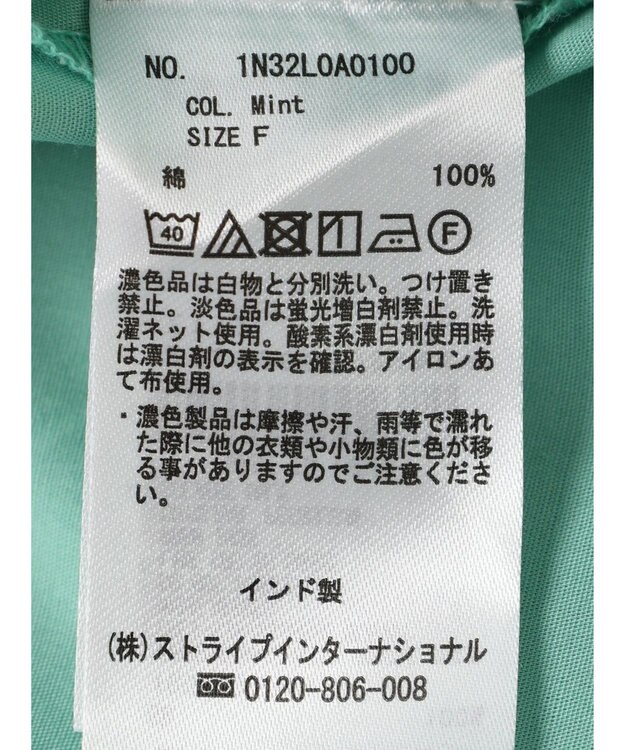 NO. 1N32L0A0100
COL. Mint
SIZE F
綿 100%
40 F
濃色品は白物と分別洗い。つけ置き
禁止。淡色品は蛍光増白剤禁止。洗
濯ネット使用。酸素系漂白剤使用時
は漂白剤の表示を確認。アイロンあ
て布使用。
・濃色製品は摩擦や汗、雨等で濡れ
た際に他の衣類や小物類に色が移
る事がありますのでご注意くださ
い。
インド製
(株)ストライプインターナショナル
0120-806-008